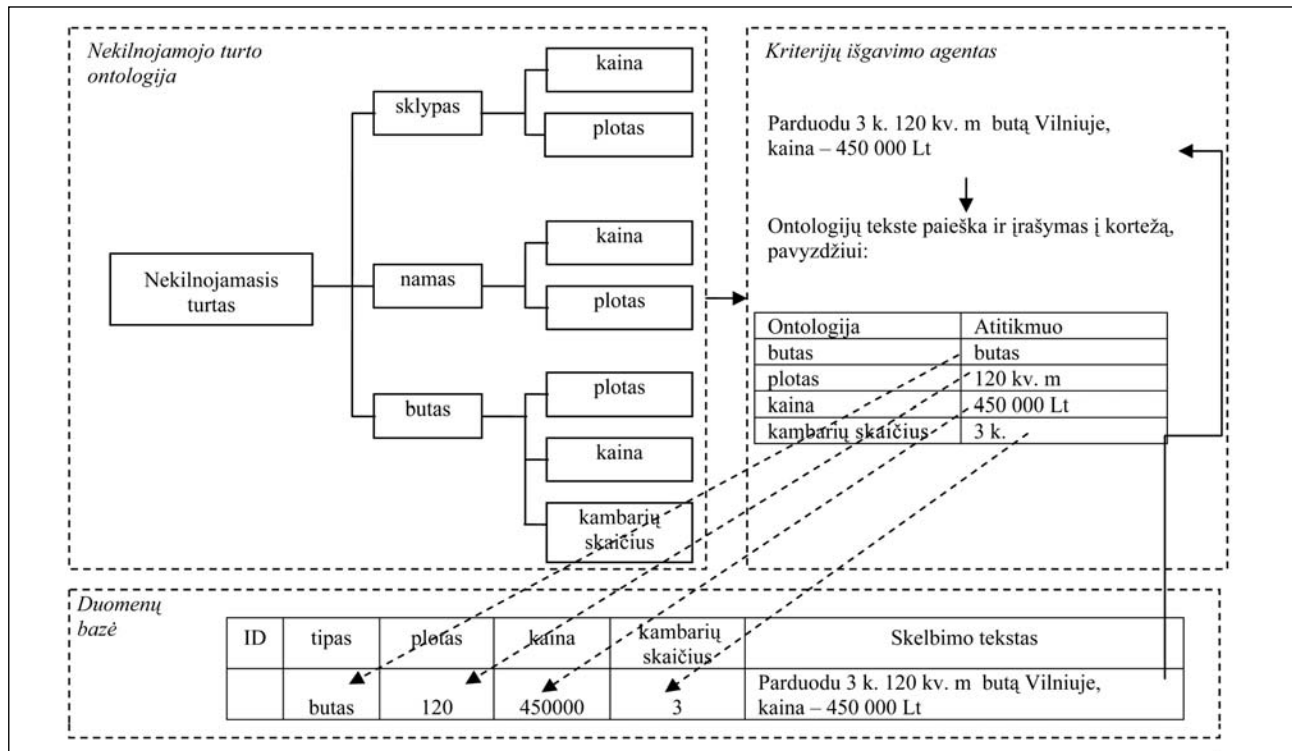 Nekilnojamojo turto
ontologija
Nekilnojamasis
turtas
sklypas
kaina
plotas
namas
kaina
plotas
butas
plotas
kaina
kambarių
skaičius
Kriterijų išgavimo agentas
Parduodu 3 k. 120 kv. m butą Vilniuje,
kaina – 450 000 Lt
Ontologijų tekste paieška ir įrašymas į kortežą,
pavyzdžiui:
Ontologija Atitikmuo
butas butas
plotas 120 kv. m
kaina 450 000 Lt
kambarių skaičius 3 k.
Duomenų
bazė
ID tipas plotas kaina kambarių Skelbimo tekstas
skaičius
Parduodu 3 k. 120 kv. m butą Vilniuje,
butas 120 450000 3 kaina – 450 000 Lt